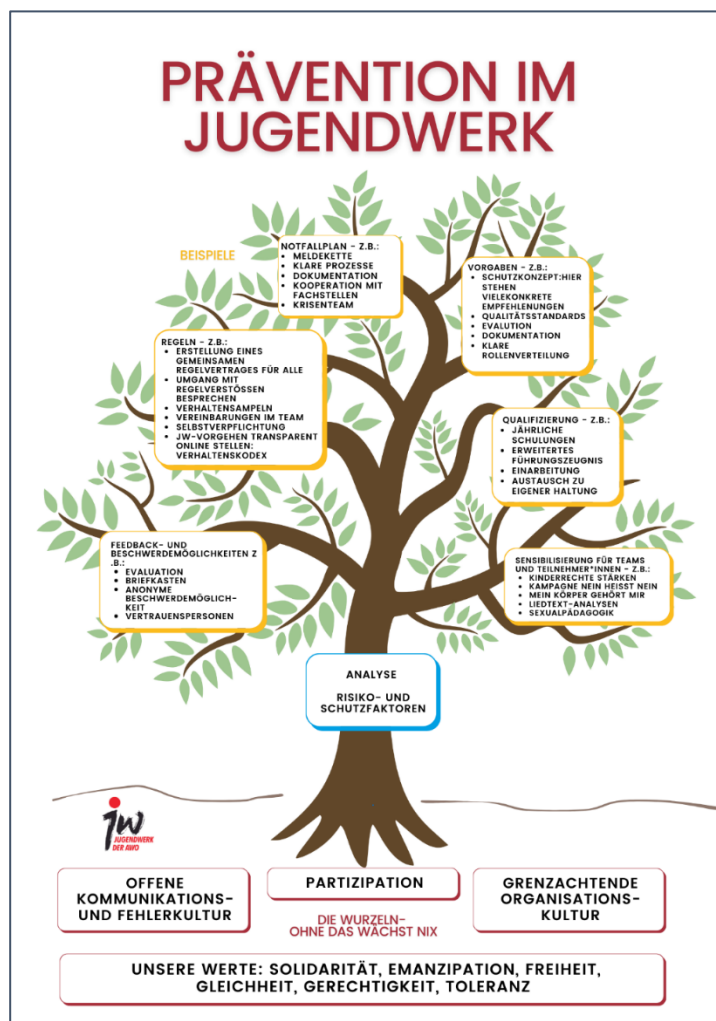 PRÄVENTION IM
JUGENDWERK
BEISPIELE
NOTFALLPLAN - Z.B.:
• MELDEKETTE
• KLARE PROZESSE
• DOKUMENTATION
• KOOPERATION MIT
FACHSTELLEN
• KRISENTEAM
VORGABEN - Z.B.:
• SCHUTZKONZEPT:HIER
STEHEN
VIELEKONKRETE
EMPFEHLENUNGEN
• QUALITÄTSSTANDARDS
• EVALUTION
• DOKUMENTATION
• KLARE
ROLLENVERTEILUNG
REGELN - Z.B.:
• ERSTELLUNG EINES
GEMEINSAMEN
REGELVERTRAGES FÜR ALLE
• UMGANG MIT
REGELVERSTÖSSEN
BESPRECHEN
• VERHALTENSAMPELN
• VEREINBARUNGEN IM TEAM
• SELBSTVERPFLICHTUNG
• JW-VORGEHEN TRANSPARENT
ONLINE STELLEN:
VERHALTENSKODEX
QUALIFIZIERUNG - Z.B.:
• JÄHRLICHE
SCHULUNGEN
• ERWEITERTES
FÜHRUNGSZEUGNIS
• EINARBEITUNG
• AUSTAUSCH ZU
EIGENER HALTUNG
FEEDBACK- UND
BESCHWERDEMÖGLICHKEITEN Z
.B.:
• EVALUATION
• BRIEFKASTEN
• ANONYME
BESCHWERDEMÖGLICH-
KEIT
• VERTRAUENSPERSONEN
SENSIBILISIERUNG FÜR TEAMS
UND TEILNEHMER*INNEN - Z.B.:
• KINDERRECHTE STÄRKEN
• KAMPAGNE NEIN HEISST NEIN
• MEIN KÖRPER GEHÖRT MIR
• LIEDTEXT-ANALYSEN
• SEXUALPÄDAGOGIK
ANALYSE
RISIKO- UND
SCHUTZFAKTOREN
jw
JUGENDWERK
DER AWO
OFFENE
KOMMUNIKATIONS-
UND FEHLERKULTUR
PARTIZIPATION
GRENZACHTENDE
ORGANISATIONS-
KULTUR
DIE WURZELN-
OHNE DAS WÄCHST NIX
UNSERE WERTE: SOLIDARITÄT, EMANZIPATION, FREIHEIT,
GLEICHHEIT, GERECHTIGKEIT, TOLERANZ